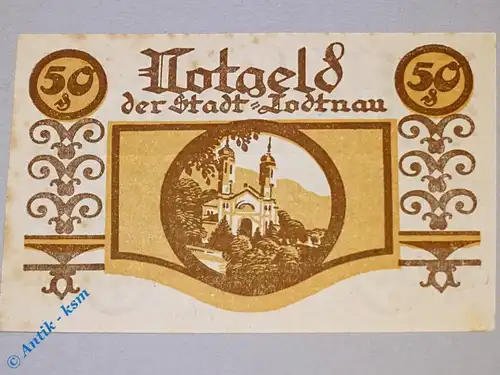 50 ₰ Notgeld 50 ₰
der Stadt=Todtnau
© Antik - ksm